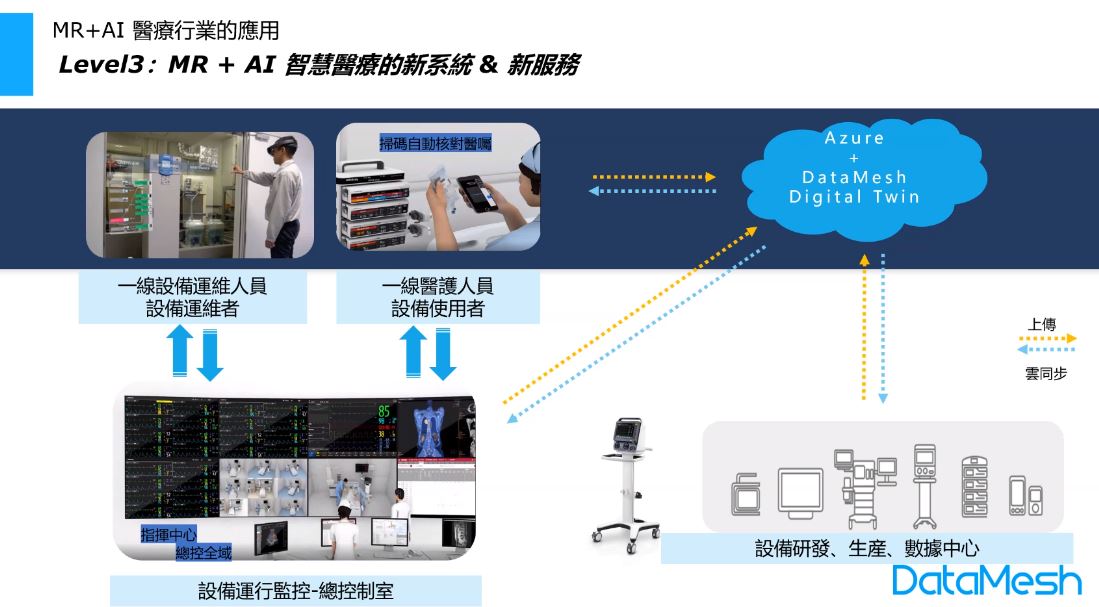 MR+AI 醫療行業的應用
Level3：MR + AI 智慧醫療的新系統 & 新服務
掃碼自動核對醫囑
Azure
+
DataMesh
Digital Twin
一線設備運維人員
設備運維者
一線醫護人員
設備使用者
上傳
雲同步
85
指揮中心
總控全域
設備運行監控-總控制室
設備研發、生産、數據中心
DataMesh